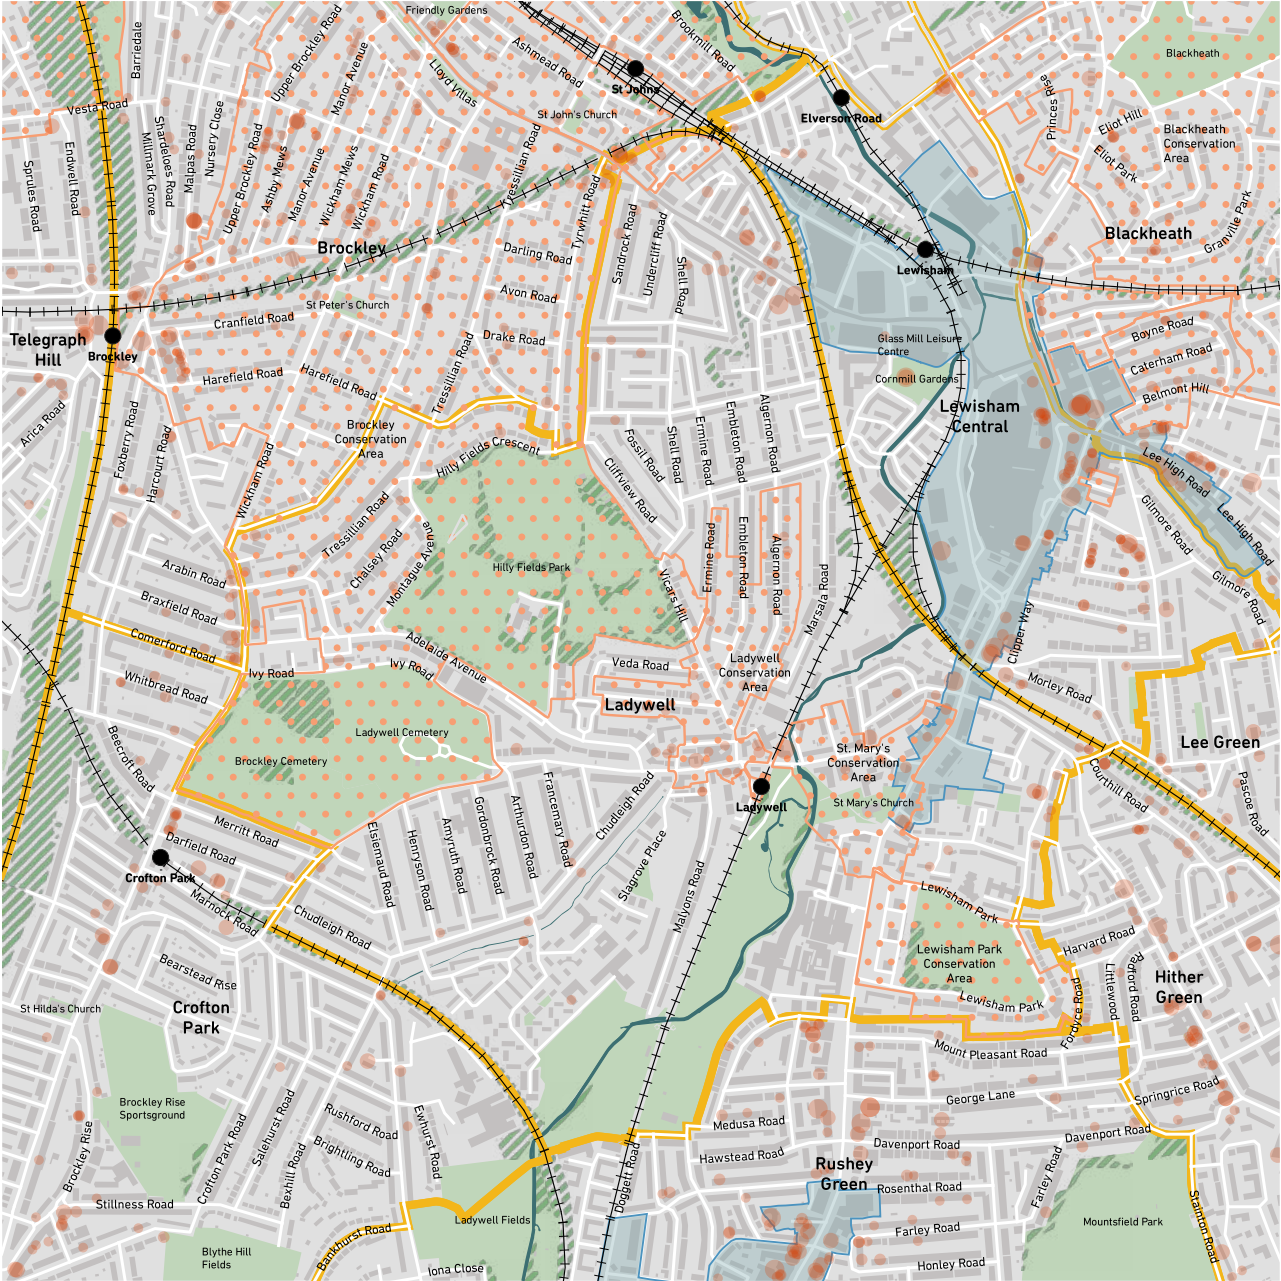 Friendly Gardens
Brookmill Road
Barriedale
Upper Brockley Road
Manor Avenue
Ashmead Road
Lloyd Villas
St Johns
Blackheath
Vesta Road
St John's Church
Elverson Road
Princes Rise
Eliot Hill
Blackheath
Conservation
Area
Eliot Park
Sprules Road
Endwell Road
Millmark Grove
Shardeloes Road
Malpas Road
Nursery Close
Upper Brockley Road
Ashby Mews
Manor Avenue
Wickham Mews
Wickham Road
Tressillian Road
Tyrwhitt Road
Sandrock Road
Undercliff Road
Shell Road
Granville Park
Blackheath
Brockley
Darling Road
Lewisham
Avon Road
St Peter's Church
Cranfield Road
Drake Road
Telegraph
Hill
Brockley
Glass Mill Leisure
Centre
Boyne Road
Caterham Road
Belmont Hill
Cornmill Gardens
Harefield Road
Harefield Road
Tressillian Road
Arica Road
Foxberry Road
Harcourt Road
Brockley
Conservation
Area
Lewisham
Central
Hilly Fields Crescent
Fossil Road
Shell Road
Ermine Road
Embleton Road
Algernon Road
Cliffview Road
Lee High Road
Lee High Road
Gilmore Road
Gilmore Road
Wickham Road
Tressillian Road
Chalsey Road
Montague Avenue
Hilly Fields Park
Vicars Hill
Ermine Road
Embleton Road
Algernon Road
Marsala Road
Arabin Road
Braxfield Road
Comerford Road
Whitbread Road
Ivy Road
Ivy Road
Adelaide Avenue
Veda Road
Ladywell
Conservation
Area
Ladywell
Clipper Way
Morley Road
Lee Green
Beecroft Road
Brockley Cemetery
Ladywell Cemetery
St. Mary's
Conservation
Area
St Mary's Church
Ladywell
Courthill Road
Pascoe Road
Merritt Road
Darfield Road
Crofton Park
Marnock Road
Chudleigh Road
Elsiemaud Road
Henryson Road
Amyruth Road
Gordonbrock Road
Arthurdon Road
Francemary Road
Chudleigh Road
Slagrove Place
Malyons Road
Lewisham Park
Lewisham Park
Conservation
Area
Lewisham Park
Harvard Road
Radford Road
Littlewood
Fordyce Road
Hither
Green
Bearstead Rise
St Hilda's Church
Crofton
Park
Mount Pleasant Road
George Lane
Springrice Road
Brockley Rise
Sportsground
Brockley Rise
Crofton Park Road
Salehurst Road
Bexhill Road
Rushford Road
Brightling Road
Ewhurst Road
Medusa Road
Hawstead Road
Davenport Road
Davenport Road
Rushey
Green
Rosenthal Road
Farley Road
Farley Road
Honley Road
Mountsfield Park
Stainton Road
Stillness Road
Blythe Hill
Fields
Bankhurst Road
Ladywell Fields
Iona Close
Doggett Road